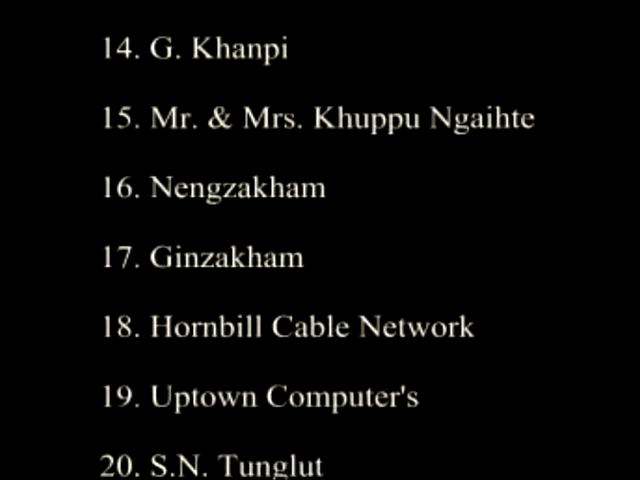 14. G. Khanpi
15. Mr. & Mrs. Khuppu Ngaihte
16. Nengzakham
17. Ginzakham
18. Hornbill Cable Network
19. Uptown Computer's
20. S.N. Tunglut